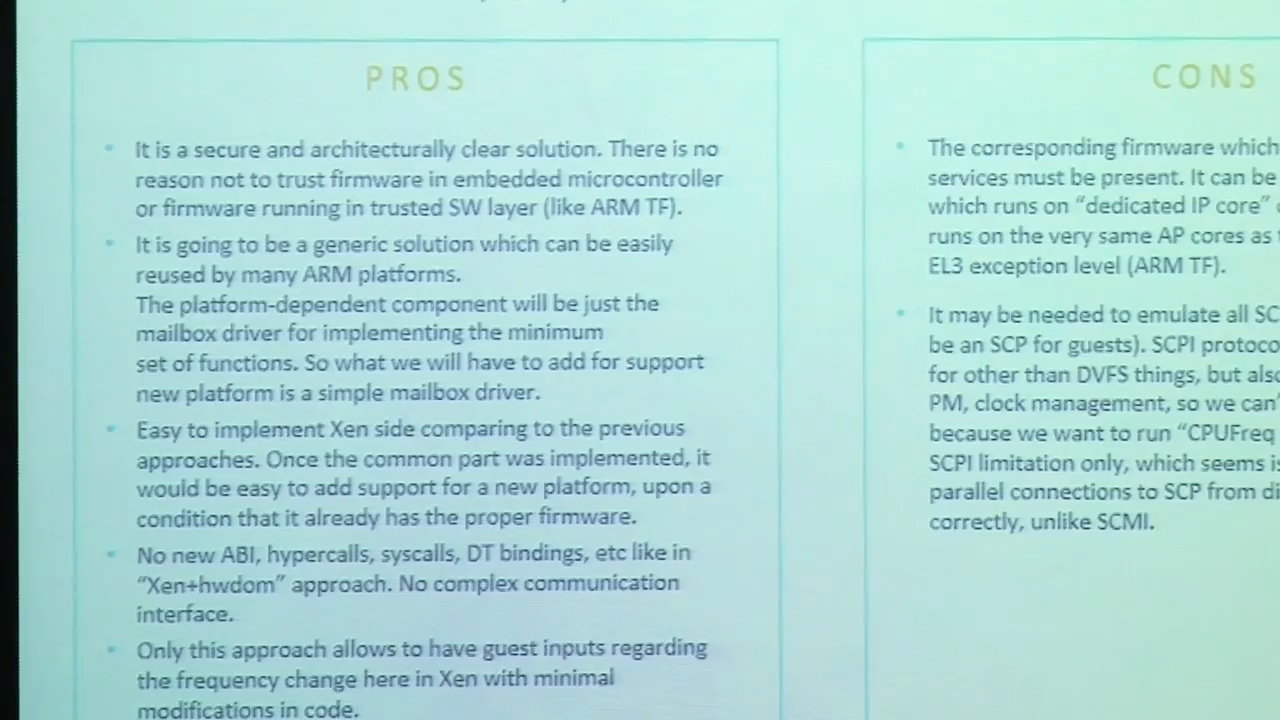 PROS
It is a secure and architecturally clear solution. There is no
reason not to trust firmware in embedded microcontroller
or firmware running in trusted SW layer (like ARM TF).
It is going to be a generic solution which can be easily
reused by many ARM platforms.
The platform-dependent component will be just the
mailbox driver for implementing the minimum
set of functions. So what we will have to add for support
new platform is a simple mailbox driver.
Easy to implement Xen side comparing to the previous
approaches. Once the common part was implemented, it
would be easy to add support for a new platform, upon a
condition that it already has the proper firmware.
No new ABI, hypercalls, syscalls, DT bindings, etc like in
“Xen+hwdom” approach. No complex communication
interface.
Only this approach allows to have guest inputs regarding
the frequency change here in Xen with minimal
modifications in code.
CONS
The corresponding firmware which
services must be present. It can be
which runs on “dedicated IP core”
runs on the very same AP cores as
EL3 exception level (ARM TF).
It may be needed to emulate all
be an SCP for guests). SCPI
for other than DVFS things, but
PM, clock management, so we
because we want to run “CPUFreq
SCPI limitation only, which seems
parallel connections to SCP from
correctly, unlike SCMI.